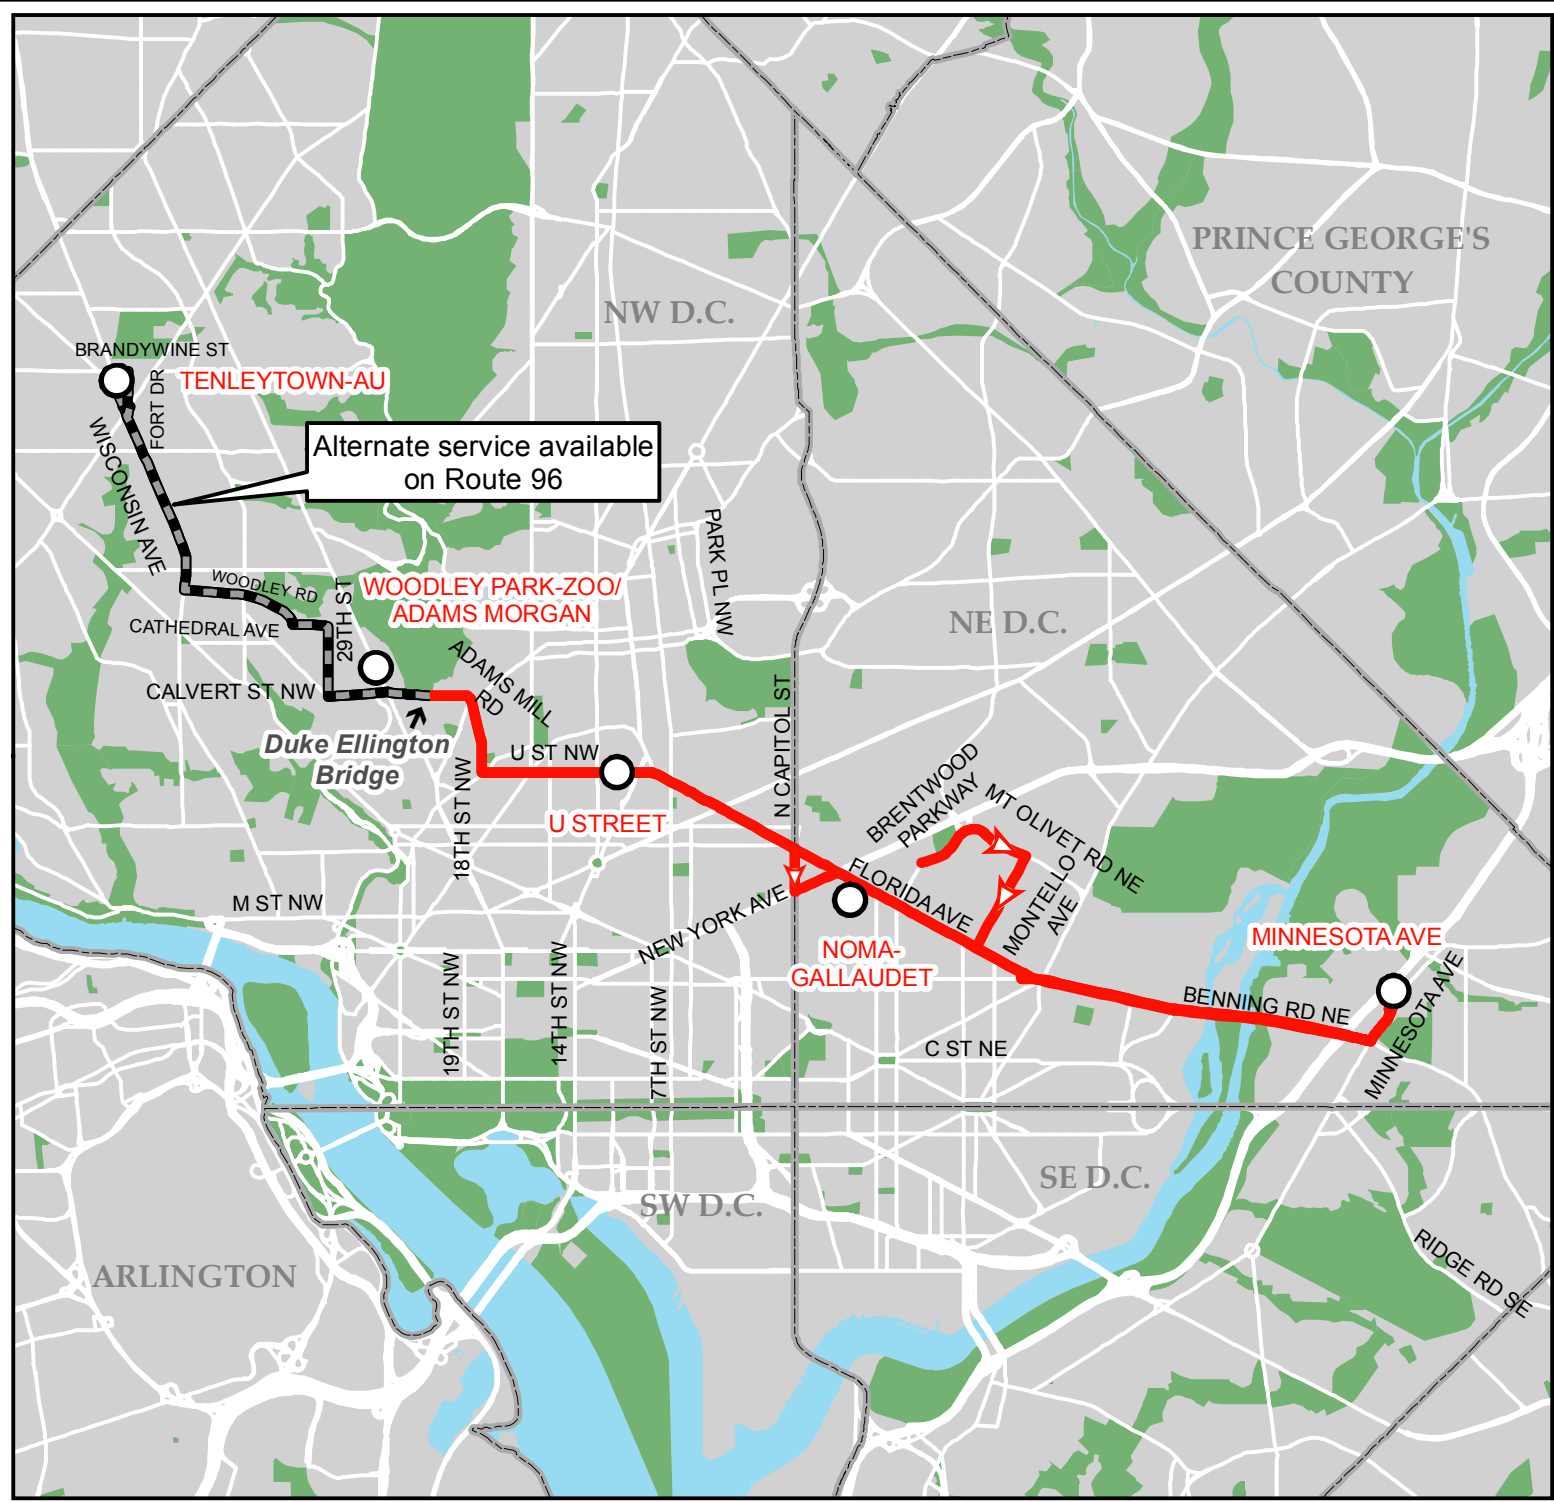 PRINCE GEORGE'S
COUNTY
NW D.C.
BRANDYWINE ST
TENLEYTOWN-AU
FORT DR
WISCONSIN AVE
Alternate service available
on Route 96
PARK PL NW
WOODLEY RD
29TH ST
WOODLEY PARK-ZOO/
ADAMS MORGAN
CATHEDRAL AVE
NE D.C.
ADAMS MILL
RD
CALVERT ST NW
N CAPITOL ST
Duke Ellington
Bridge
U ST NW
18TH ST NW
U STREET
BRENTWOOD
PARKWAY
MT OLIVET RD NE
MONTELLO
AVE
FLORIDA AVE
M ST NW
NEW YORK AVE
NOMA-
GALLAUDET
MINNESOTA AVE
MINNESOTA AVE
BENNING RD NE
19TH ST NW
14TH ST NW
7TH ST NW
C ST NE
SE D.C.
SW D.C.
ARLINGTON
RIDGE RD SE